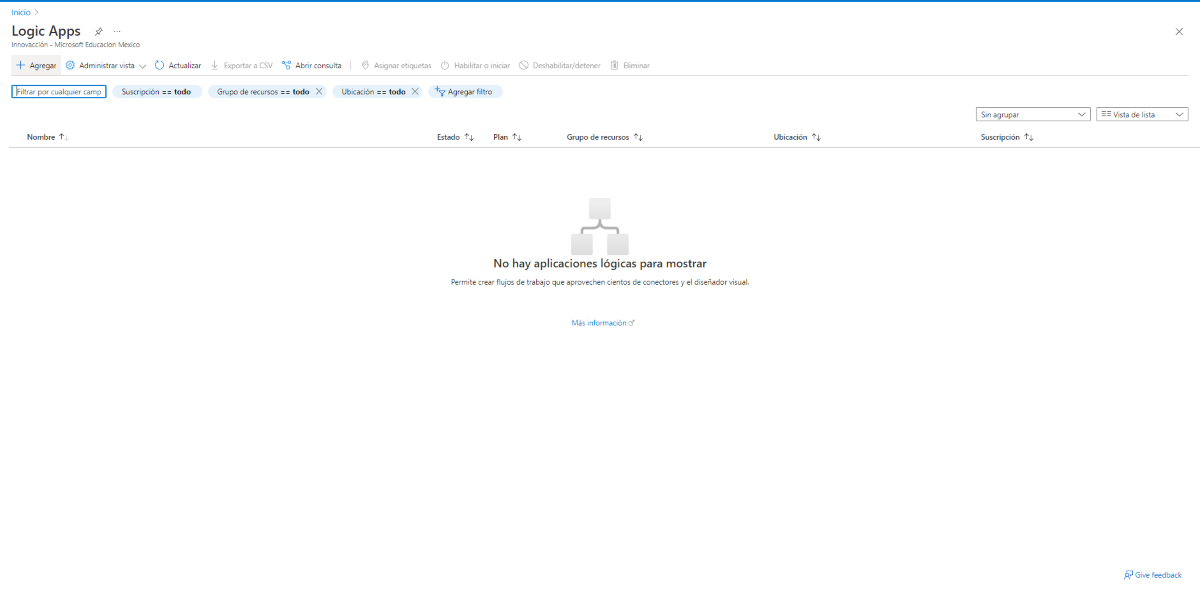 Inicio >
Logic Apps ...
Innovacción - Microsoft Educacion Mexico
Agregar Administrar vista Actualizar Exportar a CSV Abrir consulta Asignar etiquetas Habilitar o iniciar Deshabilitar/detener Eliminar
Filtrar por cualquier camp Suscripción == todo Grupo de recursos == todo Ubicación == todo Agregar filtro
Sin agrupar Vista de lista
Nombre Estado Plan Grupo de recursos Ubicación Suscripción
No hay aplicaciones lógicas para mostrar
Permite crear flujos de trabajo que aprovechen cientos de conectores y el diseñador visual.
Más información
Give feedback